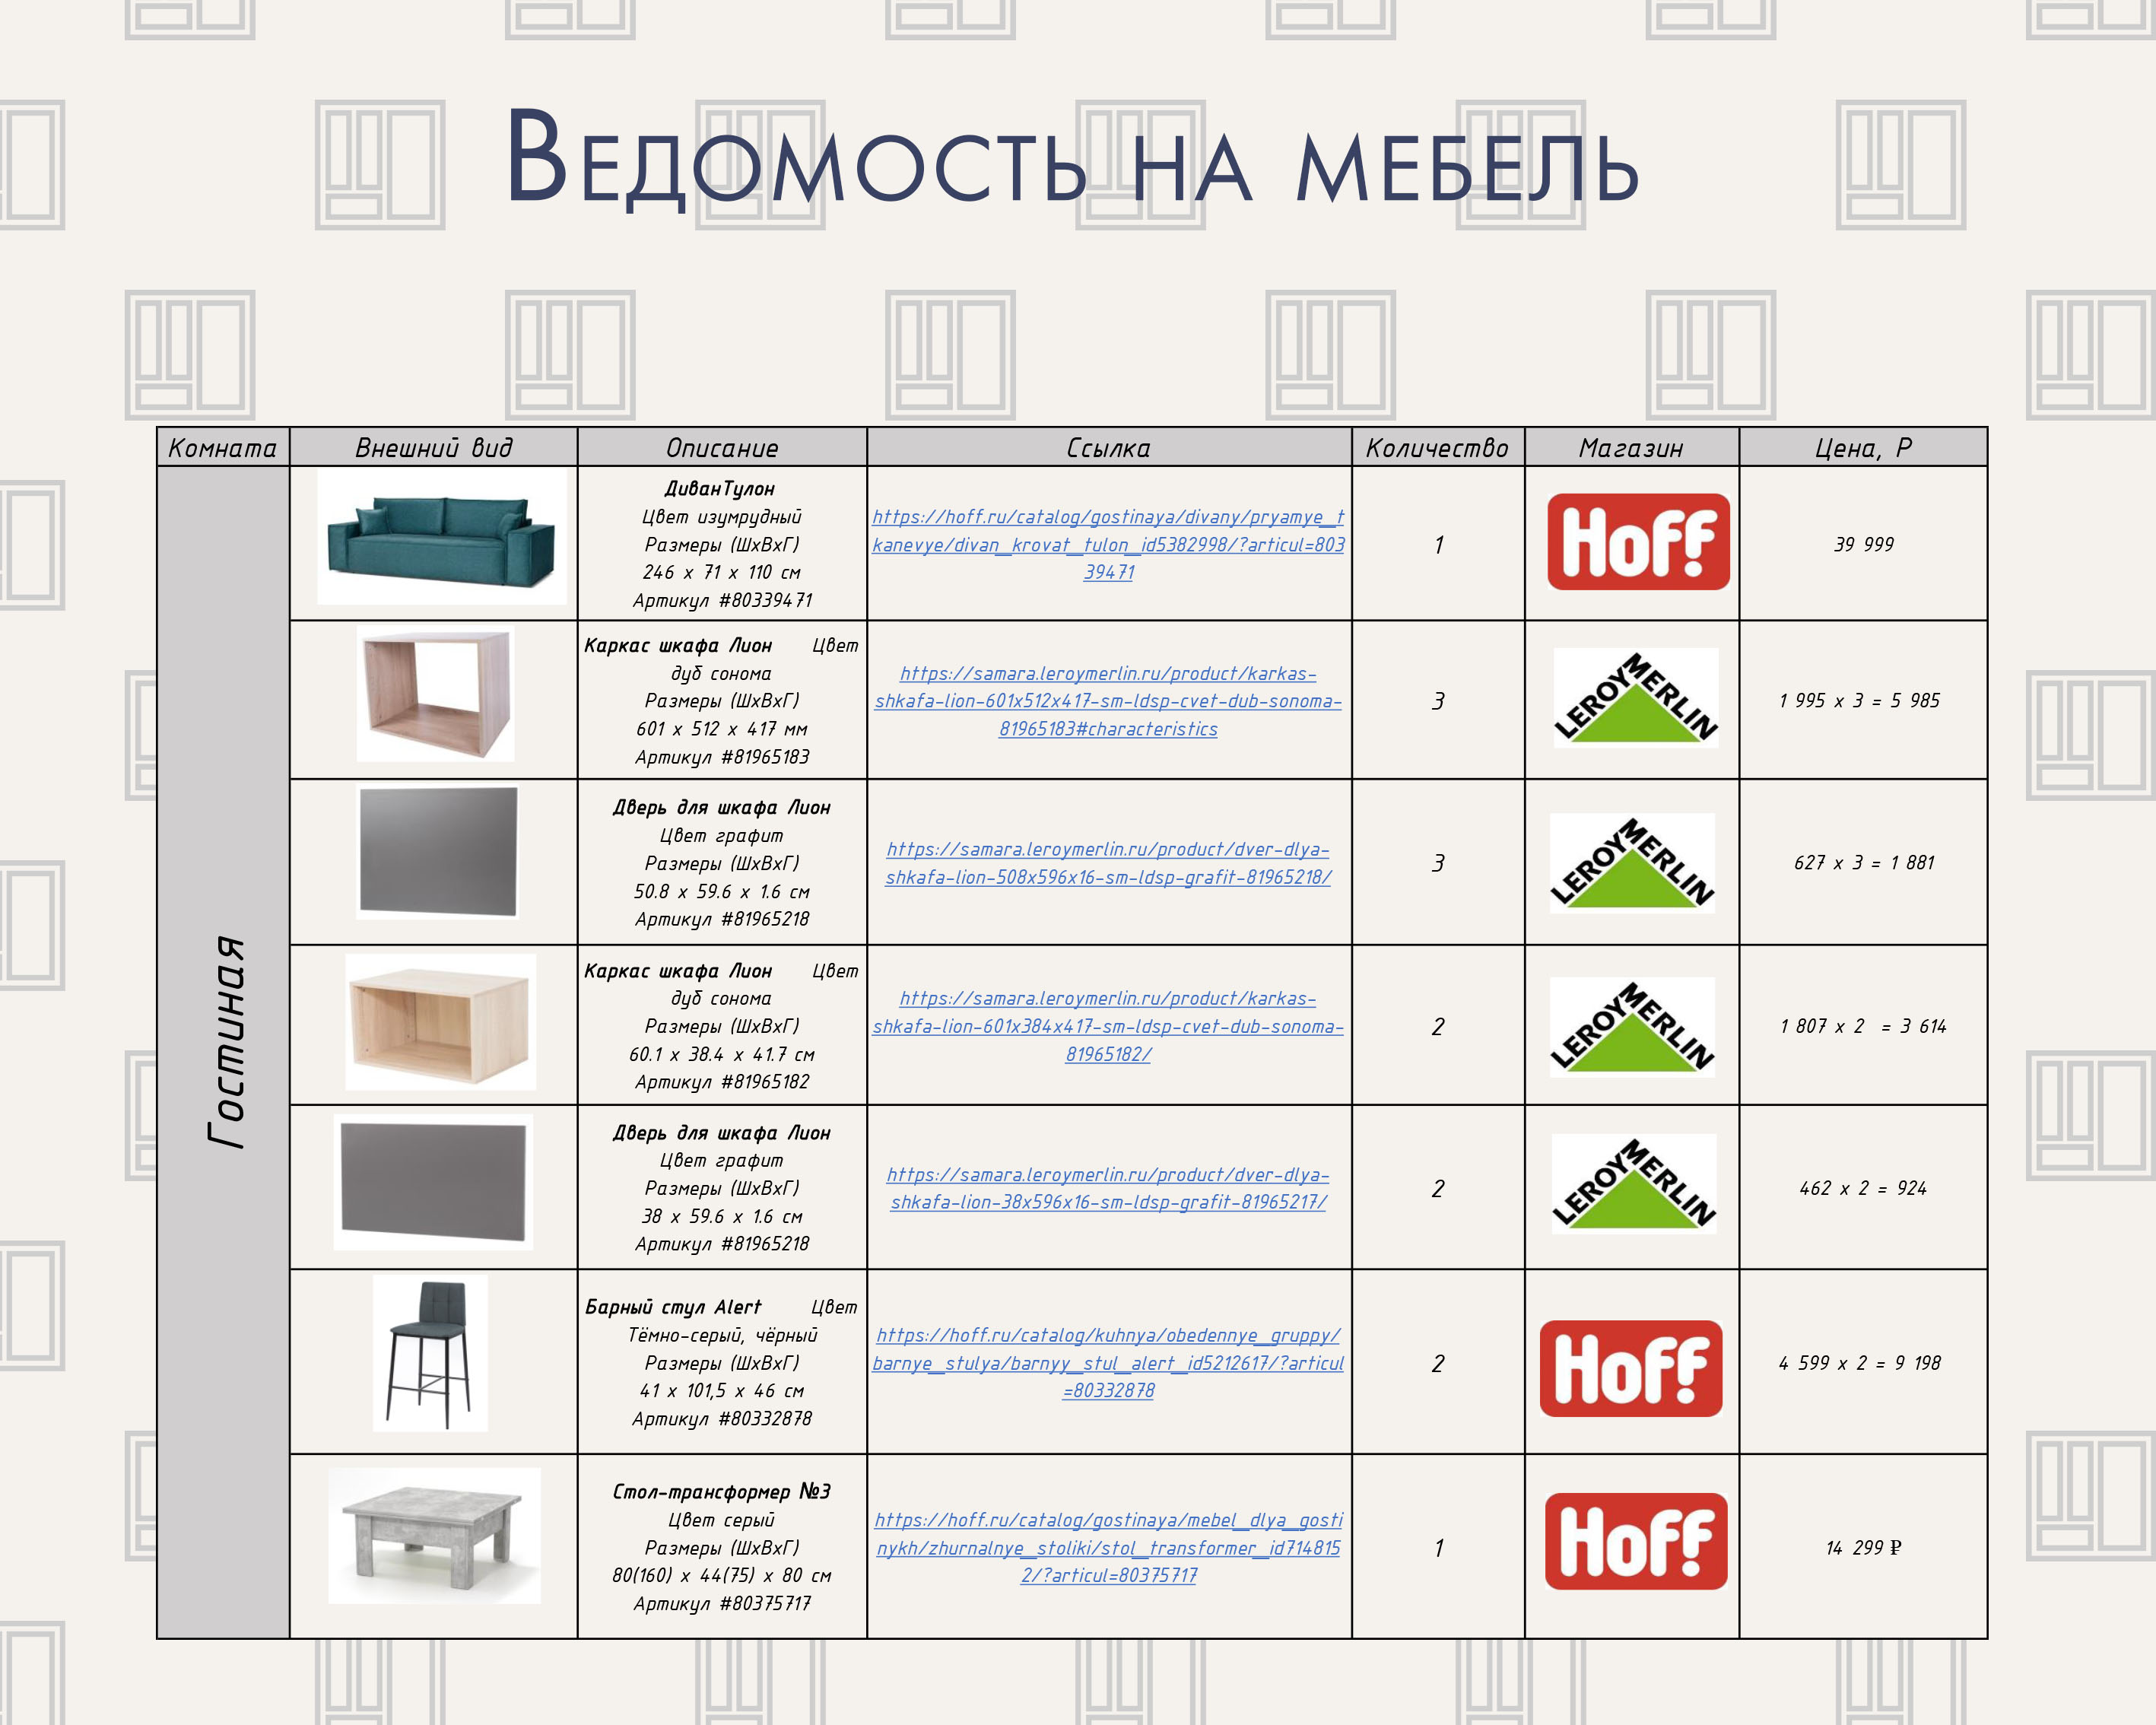 Ведомость на мебель
Комната Внешний вид Описание Ссылка Количество Магазин Цена, Р
Гостиная
ДиванТулон
Цвет изумрудный
Размеры (ШхВхГ)
246 х 71 х 110 см
Артикул #80339471
https://hoff.ru/catalog/gostinaya/divany/pryamye_t
kanevye/divan_krovat_tulon_id5382998/?articul=803
39471
1
Hoff
39 999
Каркас шкафа Лион Цвет
дуб сонома
Размеры (ШхВхГ)
601 х 512 х 417 мм
Артикул #81965183
https://samara.leroymerlin.ru/product/karkas-
shkafa-lion-601x512x417-sm-ldsp-cvet-dub-sonoma-
81965183#characteristics
3
LEROY MERLIN
1 995 х 3 = 5 985
Дверь для шкафа Лион
Цвет графит
Размеры (ШхВхГ)
50.8 х 59.6 х 1.6 см
Артикул #81965218
https://samara.leroymerlin.ru/product/dver-dlya-
shkafa-lion-508x596x16-sm-ldsp-grafit-81965218/
3
LEROY MERLIN
627 х 3 = 1 881
Каркас шкафа Лион Цвет
дуб сонома
Размеры (ШхВхГ)
60.1 х 38.4 х 41.7 см
Артикул #81965182
https://samara.leroymerlin.ru/product/karkas-
shkafa-lion-601x384x417-sm-ldsp-cvet-dub-sonoma-
81965182/
2
LEROY MERLIN
1 807 х 2 = 3 614
Дверь для шкафа Лион
Цвет графит
Размеры (ШхВхГ)
38 х 59.6 х 1.6 см
Артикул #81965218
https://samara.leroymerlin.ru/product/dver-dlya-
shkafa-lion-38x596x16-sm-ldsp-grafit-81965217/
2
LEROY MERLIN
462 х 2 = 924
Барный стул Alert Цвет
Тёмно-серый, чёрный
Размеры (ШхВхГ)
41 х 101,5 х 46 см
Артикул #80332878
https://hoff.ru/catalog/kuhnya/obedennye_gruppy/
barnye_stulya/barnyy_stul_alert_id5212617/?articul
=80332878
2
Hoff
4 599 х 2 = 9 198
Стол-трансформер №3
Цвет серый
Размеры (ШхВхГ)
80(160) х 44(75) х 80 см
Артикул #80375717
https://hoff.ru/catalog/gostinaya/mebel_dlya_gosti
nykh/zhurnalnye_stoliki/stol_transformer_id714815
2/?articul=80375717
1
Hoff
14 299 ₽